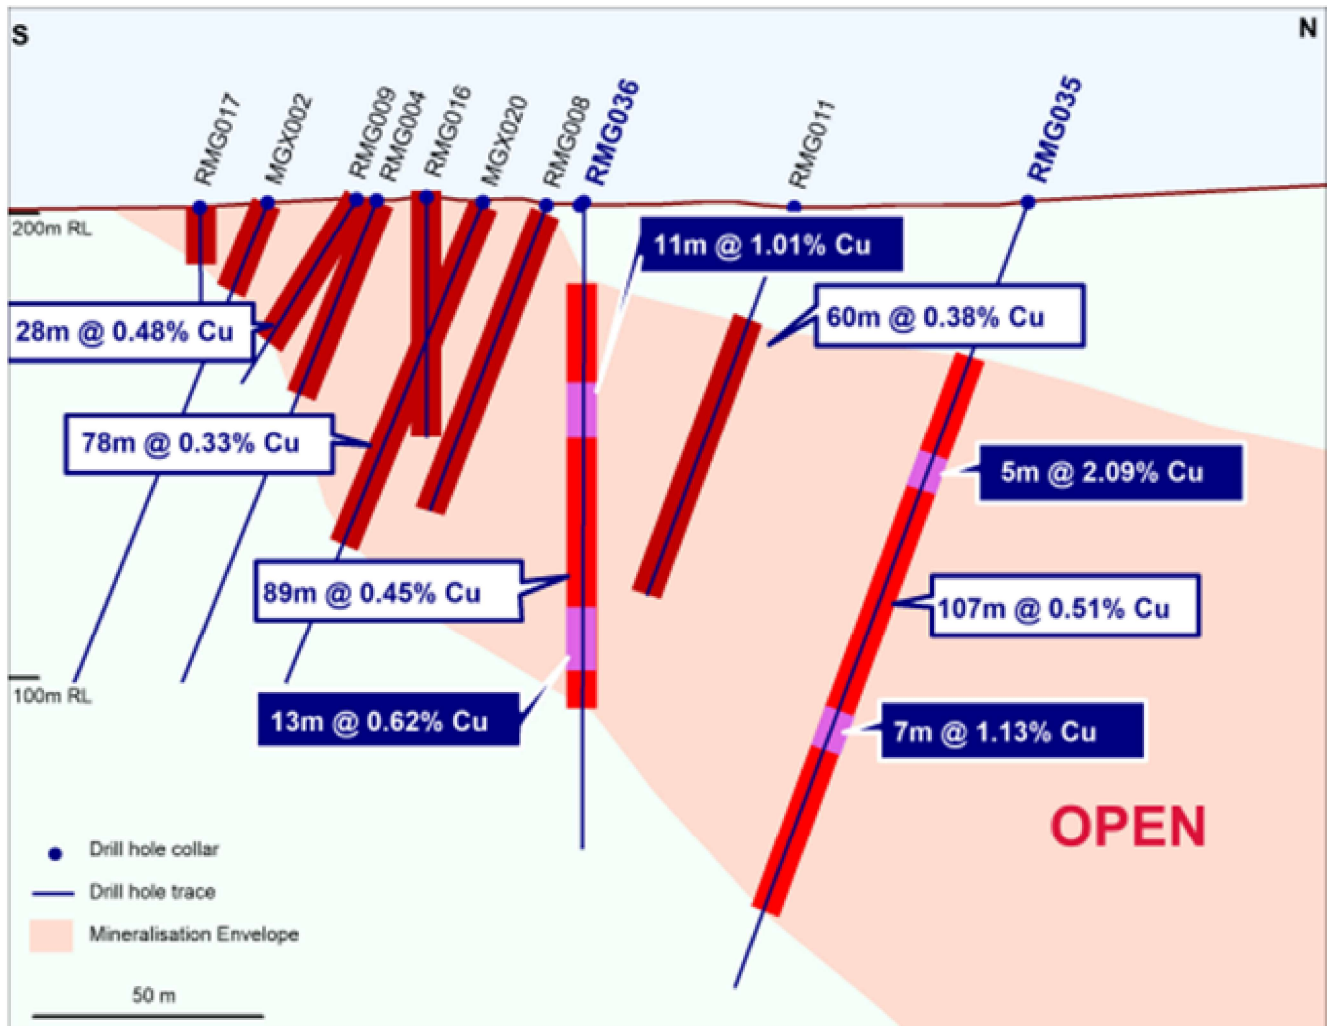 S
N
RMG017
MGX002
RMG009
RMG004
RMG016
MGX020
RMG008
RMG036
RMG011
RMG035
200m RL
11m @ 1.01% Cu
28m @ 0.48% Cu
60m @ 0.38% Cu
78m @ 0.33% Cu
5m @ 2.09% Cu
89m @ 0.45% Cu
107m @ 0.51% Cu
100m RL
13m @ 0.62% Cu
7m @ 1.13% Cu
OPEN
Drill hole collar
Drill hole trace
Mineralisation Envelope
50 m